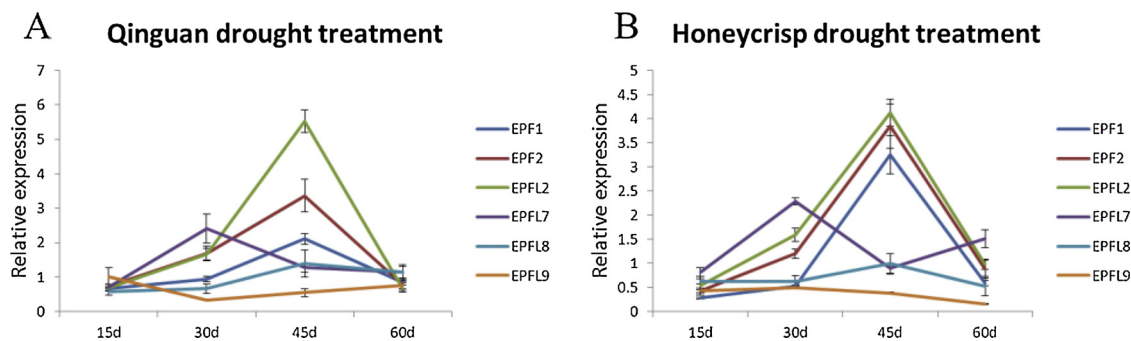 A
Qinguan drought treatment
Relative expression
7
6
5
4
3
2
1
0
15d 30d 45d 60d
EPF1
EPF2
EPFL2
EPFL7
EPFL8
EPFL9
B
Honeycrisp drought treatment
Relative expression
5
4.5
4
3.5
3
2.5
2
1.5
1
0.5
0
15d 30d 45d 60d
EPF1
EPF2
EPFL2
EPFL7
EPFL8
EPFL9